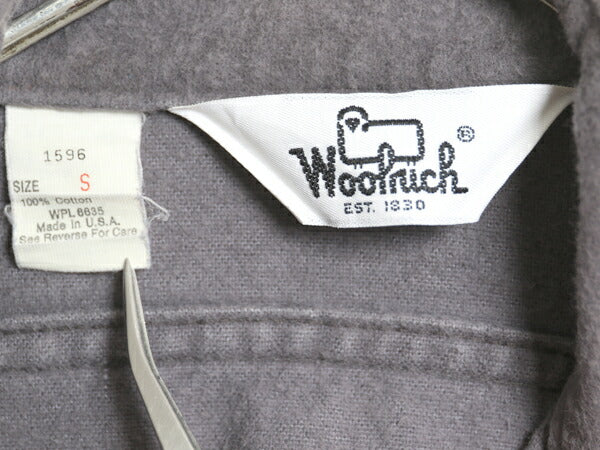 1596
SIZE S
100% Cotton
WPL 6635
Made in U.S.A.
See Reverse For Care
Woolrich ®
EST. 1830